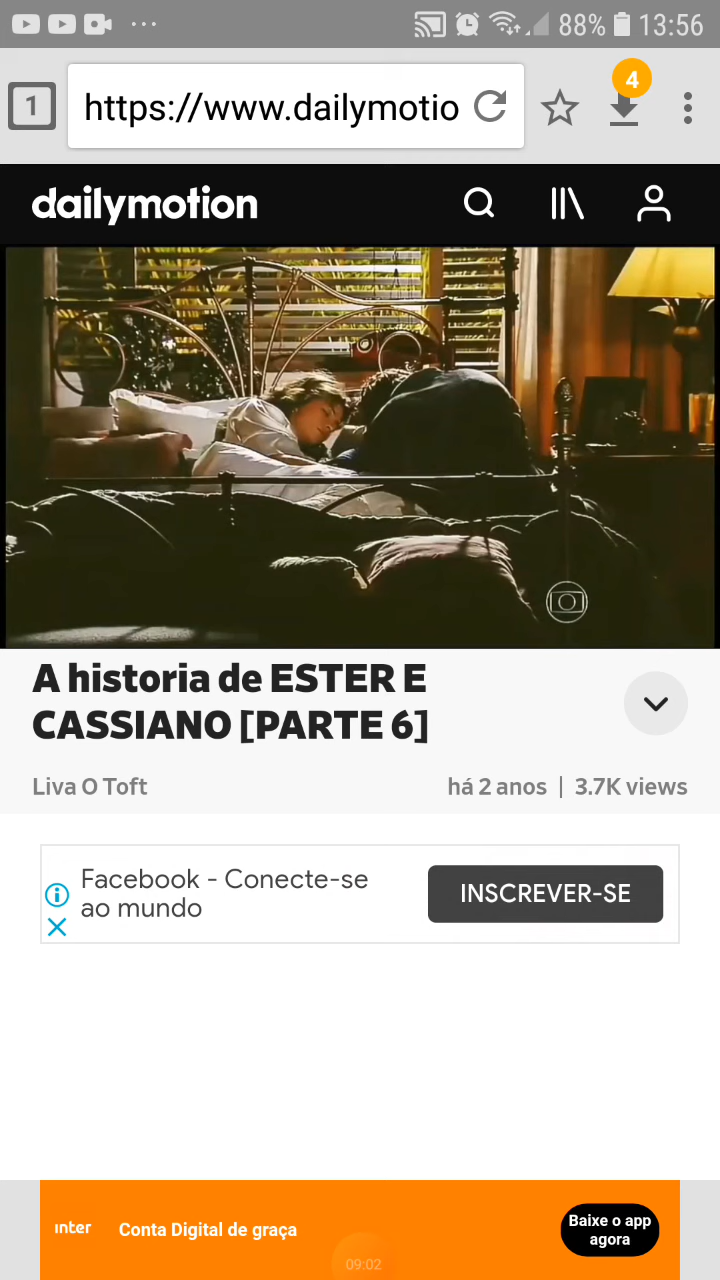 88% 13:56
1
https://www.dailymotio
4
dailymotion
A historia de ESTER E
CASSIANO [PARTE 6]
Liva O Toft
há 2 anos | 3.7K views
Facebook - Conecte-se
ao mundo
INSCREVER-SE
inter
Conta Digital de graça
Baixe o app
agora
09:02